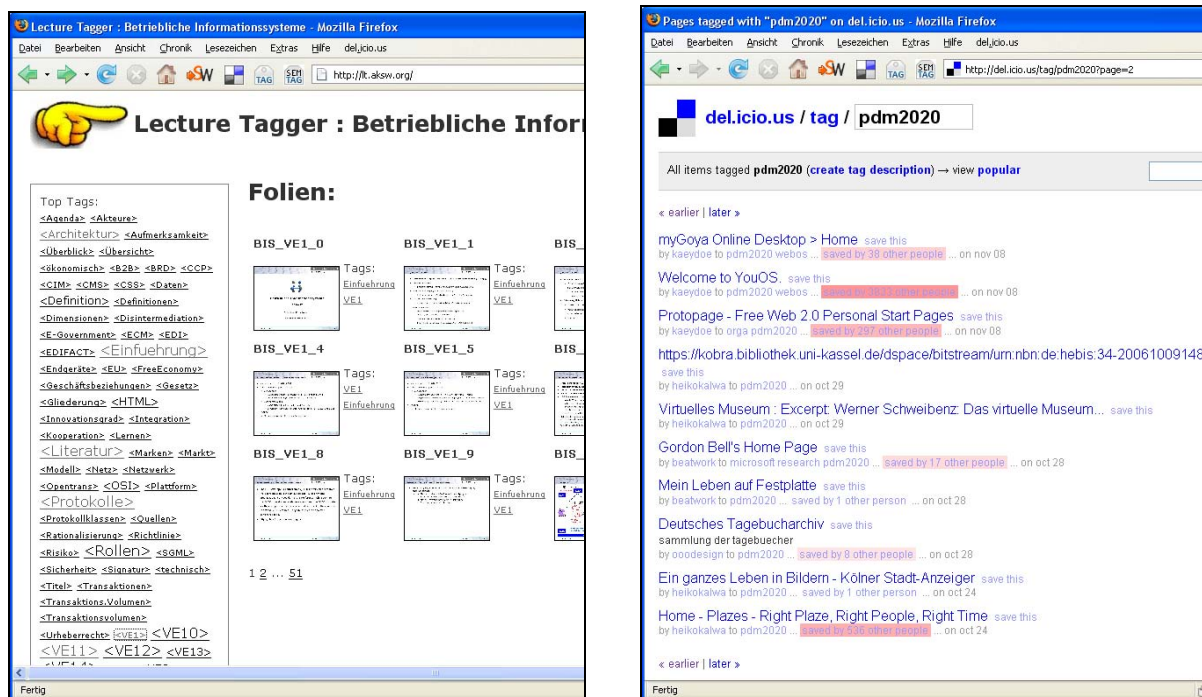 Lecture Tagger : Betriebliche Informationssysteme - Mozilla Firefox
Datei Bearbeiten Ansicht Chronik Lesezeichen Extras Hilfe del.icio.us
SW TAG SEM TAG http://lt.aksw.org/
Lecture Tagger : Betriebliche Infor
Top Tags:
<Agenda> <Akteure>
<Architektur> <Aufmerksamkeit>
<Überblick> <Übersicht>
<ökonomisch> <B2B> <BRD> <CCP>
<CIM> <CMS> <CSS> <Daten>
<Definition> <Definitionen>
<Dimensionen> <Disintermediation>
<E-Government> <ECM> <EDI>
<EDIFACT> <Einfuehrung>
<Endgeräte> <EU> <FreeEconomy>
<Geschäftsbeziehungen> <Gesetz>
<Gliederung> <HTML>
<Innovationsgrad> <Integration>
<Kooperation> <Lernen>
<Literatur> <Marken> <Markt>
<Modell> <Netz> <Netzwerk>
<Opentrans> <OSI> <Plattform>
<Protokolle>
<Protokollklassen> <Quellen>
<Rationalisierung> <Richtlinie>
<Risiko> <Rollen> <SGML>
<Sicherheit> <Signatur> <technisch>
<Titel> <Transaktionen>
<Transaktions.Volumen>
<Transaktionsvolumen>
<Urheberrecht> <VE1> <VE10>
<VE11> <VE12> <VE13>
Folien:
BIS_VE1_0 BIS_VE1_1 BIS_
Tags: Tags:
Einfuehrung Einfuehrung
VE1 VE1
BIS_VE1_4 BIS_VE1_5 BIS_
Tags: Tags:
VE1 Einfuehrung
Einfuehrung VE1
BIS_VE1_8 BIS_VE1_9 BIS_
Tags: Tags:
Einfuehrung Einfuehrung
VE1 VE1
1 2 ... 51
Fertig
Pages tagged with "pdm2020" on del.icio.us - Mozilla Firefox
Datei Bearbeiten Ansicht Chronik Lesezeichen Extras Hilfe del.icio.us
SW TAG SEM TAG http://del.icio.us/tag/pdm2020?page=2
del.icio.us / tag / pdm2020
All items tagged pdm2020 (create tag description) → view popular
« earlier | later »
myGoya Online Desktop > Home save this
by kaeydoe to pdm2020 webos ... saved by 38 other people ... on nov 08
Welcome to YouOS. save this
by kaeydoe to pdm2020 webos ... saved by other people ... on nov 08
Protopage - Free Web 2.0 Personal Start Pages save this
by kaeydoe to orga pdm2020 ... saved by 297 other people ... on nov 08
https://kobra.bibliothek.uni-kassel.de/dspace/bitstream/urn:nbn:de:hebis:34-20061009148
save this
by heikokalwa to pdm2020 ... on oct 29
Virtuelles Museum : Excerpt: Werner Schweibenz: Das virtuelle Museum... save this
by heikokalwa to pdm2020 ... on oct 29
Gordon Bell's Home Page save this
by beatwork to microsoft research pdm2020 ... saved by 17 other people ... on oct 28
Mein Leben auf Festplatte save this
by beatwork to pdm2020 ... saved by 1 other person ... on oct 28
Deutsches Tagebucharchiv save this
sammlung der tagebuecher
by ooodesign to pdm2020 ... saved by 8 other people ... on oct 28
Ein ganzes Leben in Bildern - Kölner Stadt-Anzeiger save this
by heikokalwa to pdm2020 ... saved by 1 other person ... on oct 24
Home - Plazes - Right Plaze, Right People, Right Time save this
by heikokalwa to pdm2020 ... saved by 936 other people ... on oct 24
« earlier | later »
Fertig